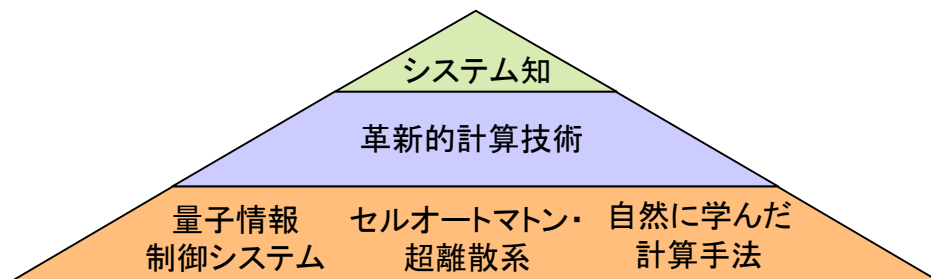 システム知
革新的計算技術
量子情報
制御システム
セルオートマトン・
超離散系
自然に学んだ
計算手法